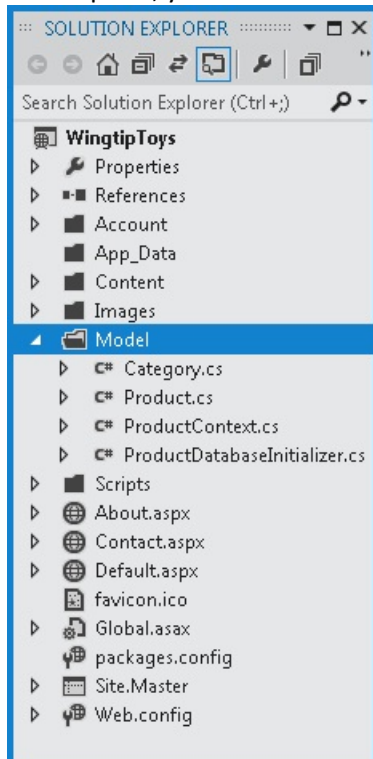 SOLUTION EXPLORER
Search Solution Explorer (Ctrl+;)
WingtipToys
Properties
References
Account
App_Data
Content
Images
Model
C# Category.cs
C# Product.cs
C# ProductContext.cs
C# ProductDatabaseInitializer.cs
Scripts
About.aspx
Contact.aspx
Default.aspx
favicon.ico
Global.asax
packages.config
Site.Master
Web.config